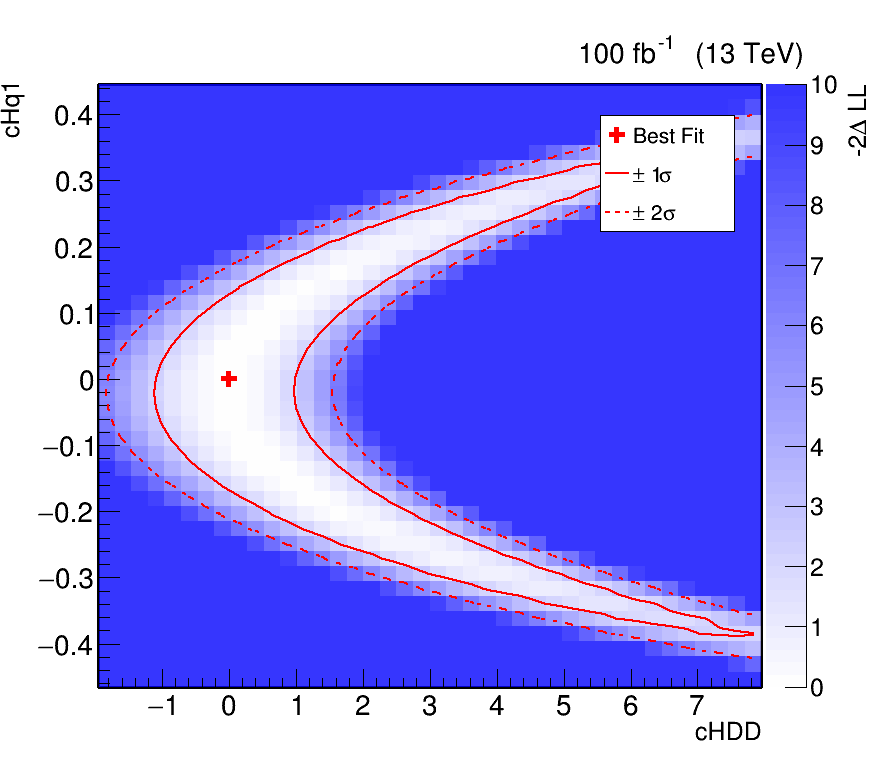 100 fb⁻¹ (13 TeV)
cHq1
-2Δ LL
Best Fit
± 1σ
± 2σ
0.4
0.3
0.2
0.1
0
−0.1
−0.2
−0.3
−0.4
10
9
8
7
6
5
4
3
2
1
0
−1 0 1 2 3 4 5 6 7
cHDD